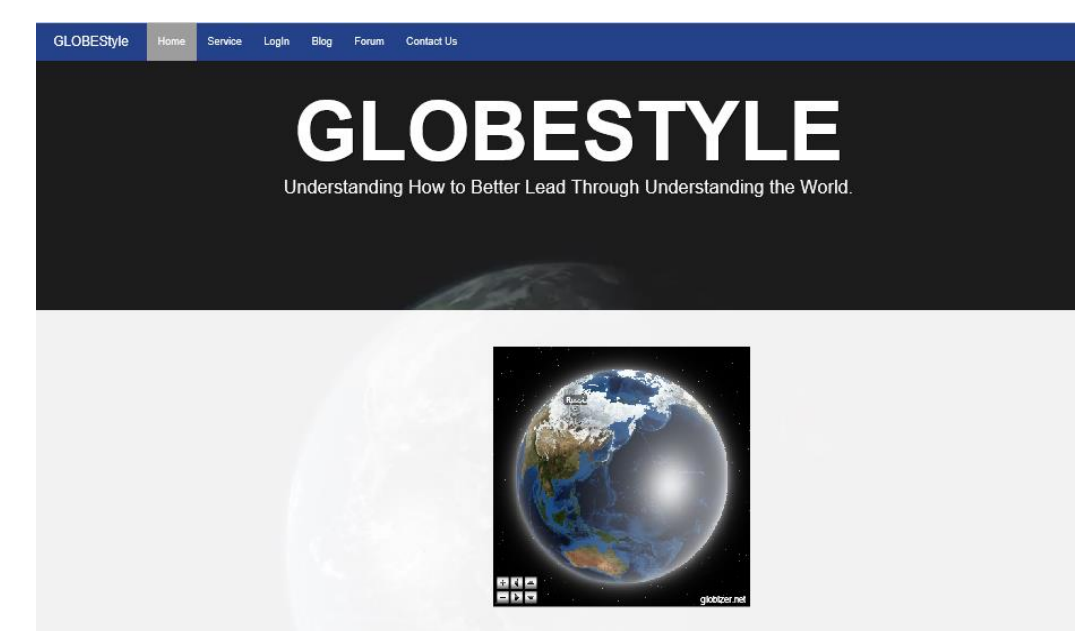 GLOBEStyle Home Service LogIn Blog Forum Contact Us
GLOBESTYLE
Understanding How to Better Lead Through Understanding the World.
globizer.net